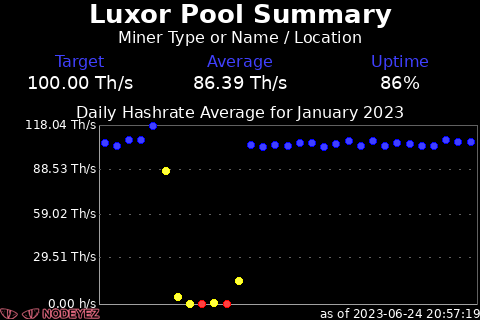 Luxor Pool Summary
Miner Type or Name / Location
Target Average Uptime
100.00 Th/s 86.39 Th/s 86%
Daily Hashrate Average for January 2023
118.04 Th/s
88.53 Th/s
59.02 Th/s
29.51 Th/s
0.00 h/s
NODEYEZ as of 2023-06-24 20:57:19